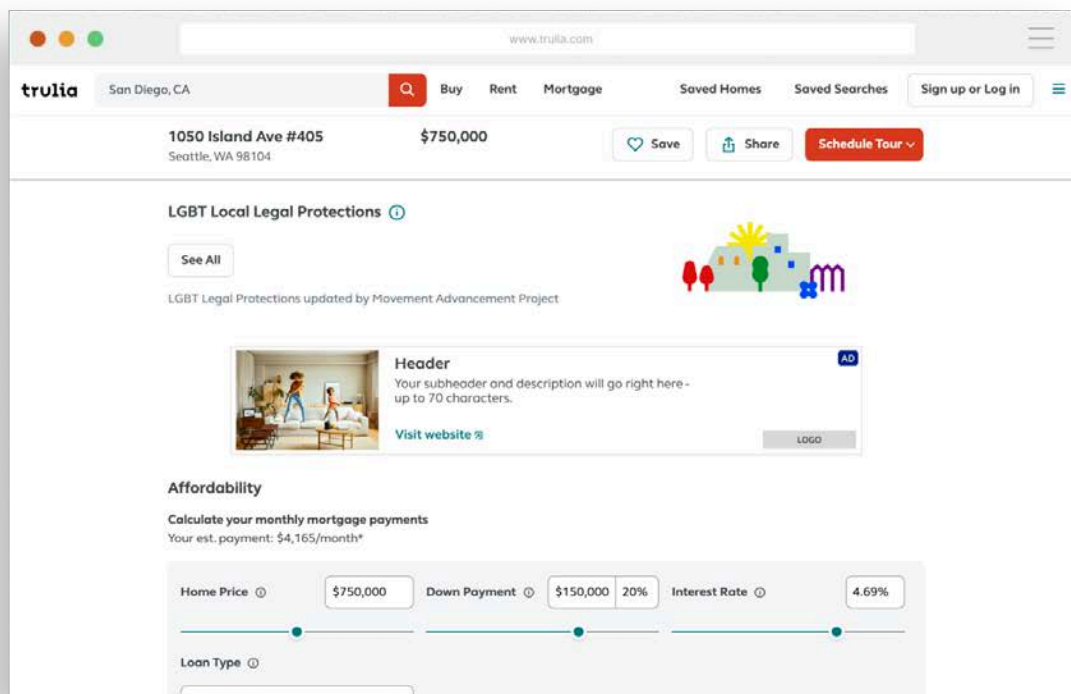 www.trulia.com
trulia San Diego, CA Buy Rent Mortgage Saved Homes Saved Searches Sign up or Log in
1050 Island Ave #405 $750,000 Save Share Schedule Tour
Seattle, WA 98104
LGBT Local Legal Protections
See All
LGBT Legal Protections updated by Movement Advancement Project
Header AD
Your subheader and description will go right here -
up to 70 characters.
Visit website LOGO
Affordability
Calculate your monthly mortgage payments
Your est. payment: $4,165/month*
Home Price $750,000 Down Payment $150,000 20% Interest Rate 4.69%
Loan Type